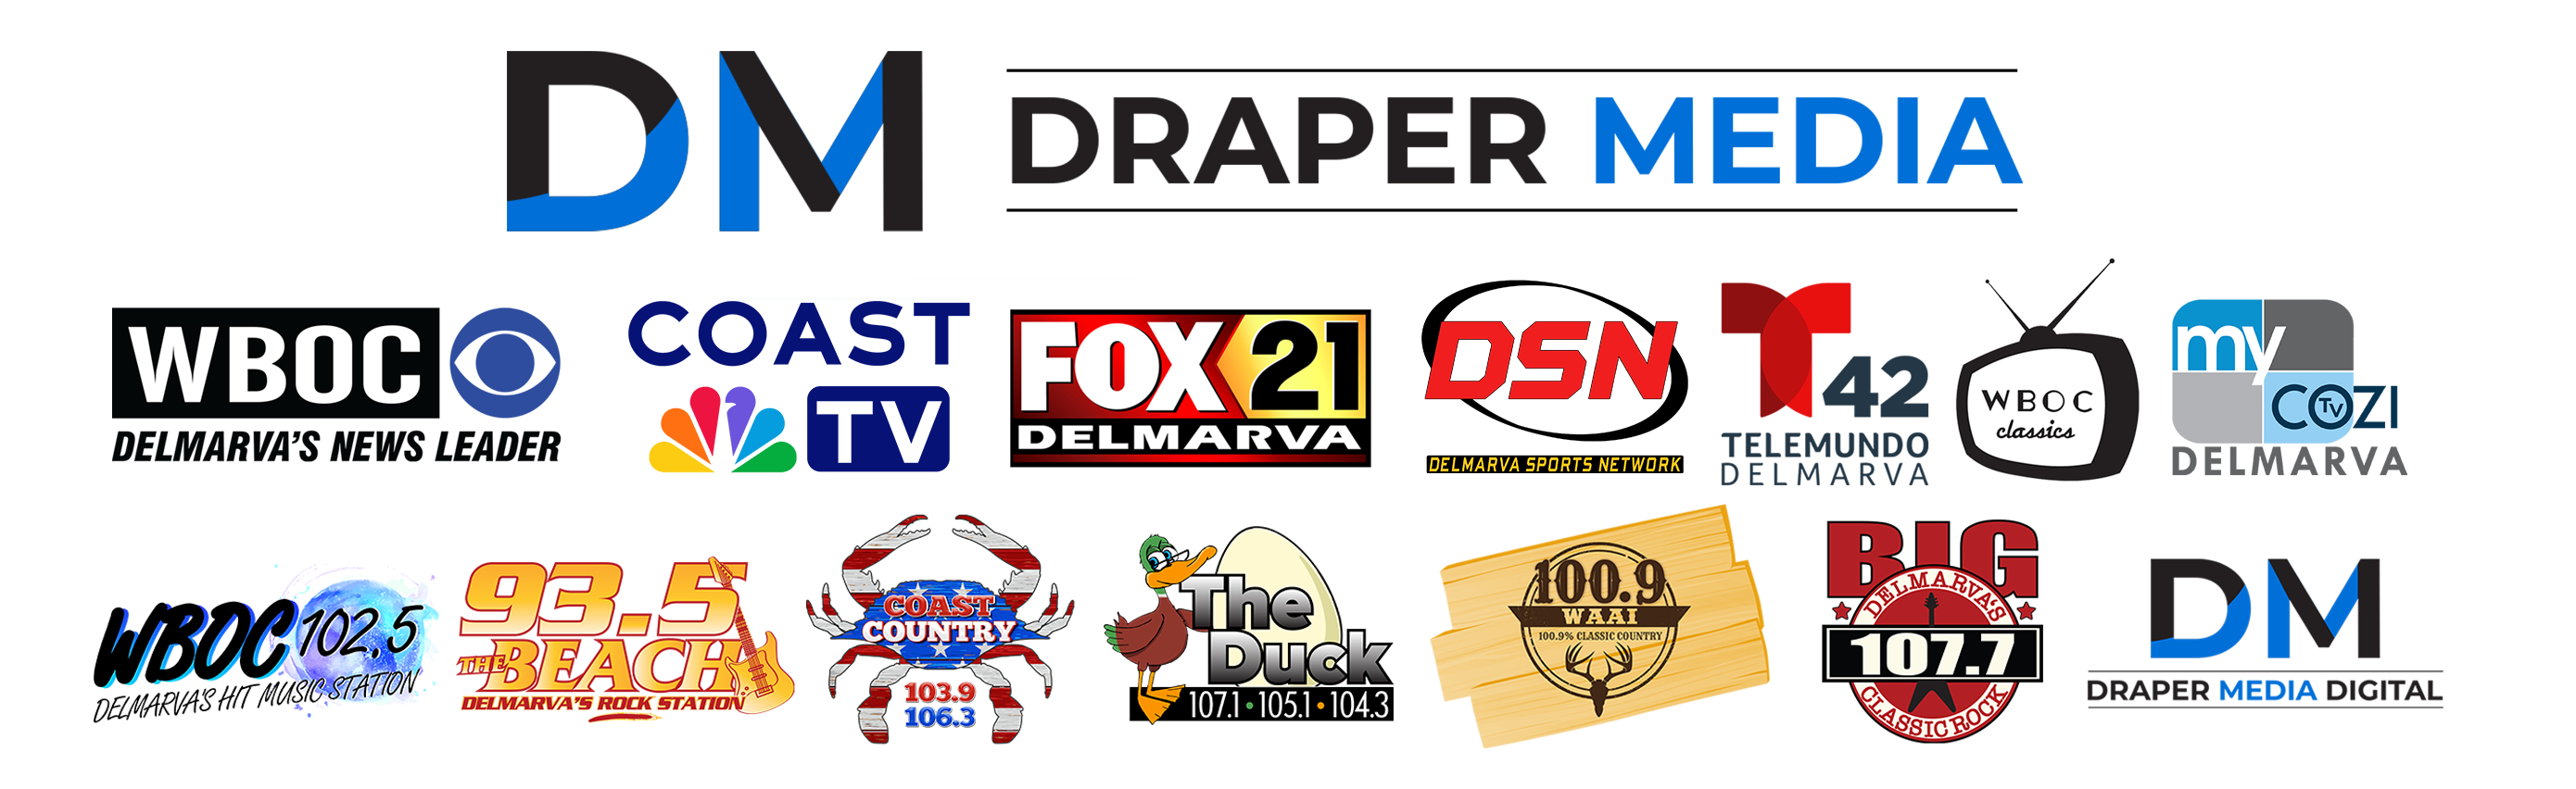 DM
DRAPER MEDIA
WBOC
DELMARVA'S NEWS LEADER
COAST
TV
FOX 21
DELMARVA
DSN
DELMARVA SPORTS NETWORK
T 42
TELEMUNDO
DELMARVA
WBOC
classics
my
COZI
TV
DELMARVA
WBOC 102.5
DELMARVA'S HIT MUSIC STATION
93.5
THE BEACH
DELMARVA'S ROCK STATION
COAST
COUNTRY
103.9
106.3
The
Duck
107.1 • 105.1 • 104.3
100.9
WAAI
100.9% CLASSIC COUNTRY
BIG
DELMARVA'S
107.7
CLASSIC ROCK
DM
DRAPER MEDIA DIGITAL